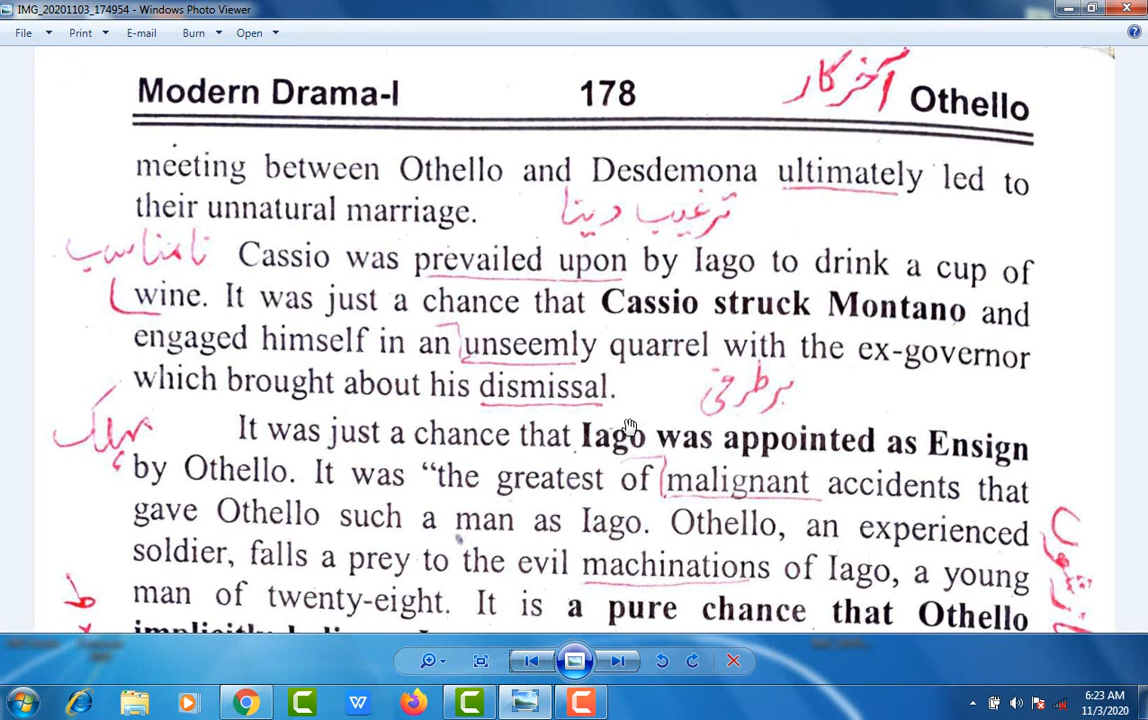 IMG_20201103_174954 - Windows Photo Viewer
File Print E-mail Burn Open
Modern Drama-I 178 آخر کار Othello
meeting between Othello and Desdemona ultimately led to
their unnatural marriage. ترغیب دینا
نا مناسب Cassio was prevailed upon by Iago to drink a cup of
wine. It was just a chance that Cassio struck Montano and
engaged himself in an unseemly quarrel with the ex-governor
which brought about his dismissal. برطرفی
مہلک It was just a chance that Iago was appointed as Ensign
by Othello. It was “the greatest of malignant accidents that
gave Othello such a man as Iago. Othello, an experienced
soldier, falls a prey to the evil machinations of Iago, a young
man of twenty-eight. It is a pure chance that Othello
6:23 AM
11/3/2020